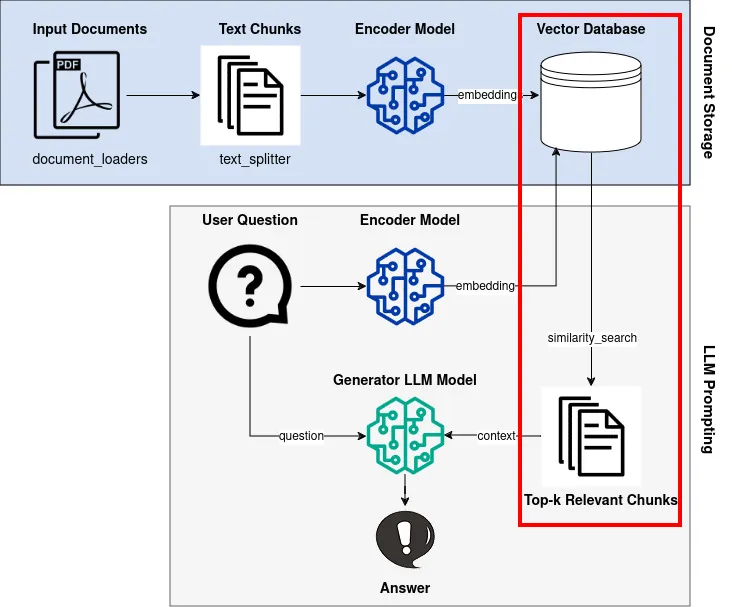 Input Documents
Text Chunks
Encoder Model
Vector Database
PDF
embedding
document_loaders
text_splitter
Document Storage
User Question
Encoder Model
?
embedding
similarity_search
Generator LLM Model
question
context
Top-k Relevant Chunks
!
Answer
LLM Prompting